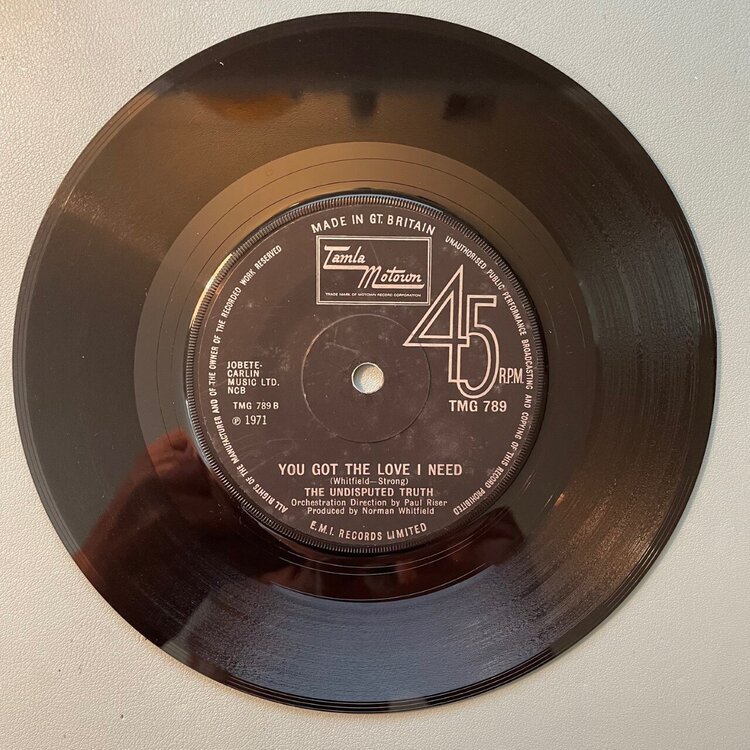 MADE IN GT. BRITAIN
Tamla
Motown
TRADE MARK OF MOTOWN RECORD CORPORATION
ALL RIGHTS OF THE MANUFACTURER AND OF THE OWNER OF THE RECORDED WORK RESERVED
UNAUTHORISED PUBLIC PERFORMANCE BROADCASTING AND COPYING OF THIS RECORD PROHIBITED
45
R.P.M.
TMG 789
JOBETE-
CARLIN
MUSIC LTD.
NCB
TMG 789 B
℗ 1971
YOU GOT THE LOVE I NEED
(Whitfield—Strong)
THE UNDISPUTED TRUTH
Orchestration Direction by Paul Riser
Produced by Norman Whitfield
E.M.I. RECORDS LIMITED